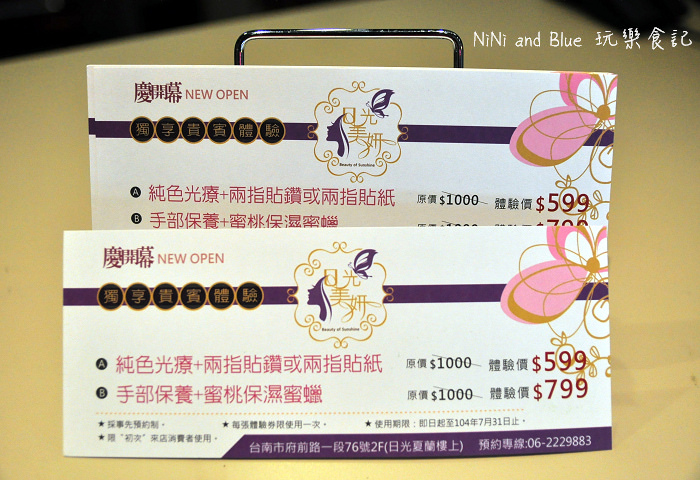 NiNi and Blue 玩樂食記
慶開幕 NEW OPEN
獨享貴賓體驗
日光美妍
Beauty of Sunshine
A 純色光療+兩指貼鑽或兩指貼紙 原價 $1000 體驗價 $599
B 手部保養+蜜桃保濕蜜蠟
慶開幕 NEW OPEN
獨享貴賓體驗
日光美妍
Beauty of Sunshine
A 純色光療+兩指貼鑽或兩指貼紙 原價 $1000 體驗價 $599
B 手部保養+蜜桃保濕蜜蠟 原價 $1000 體驗價 $799
★採事先預約制。 ★每張體驗券限使用一次。 ★使用期限：即日起至104年7月31日止。
★限"初次"來店消費者使用。
台南市府前路一段76號2F(日光夏蘭樓上) 預約專線:06-2229883